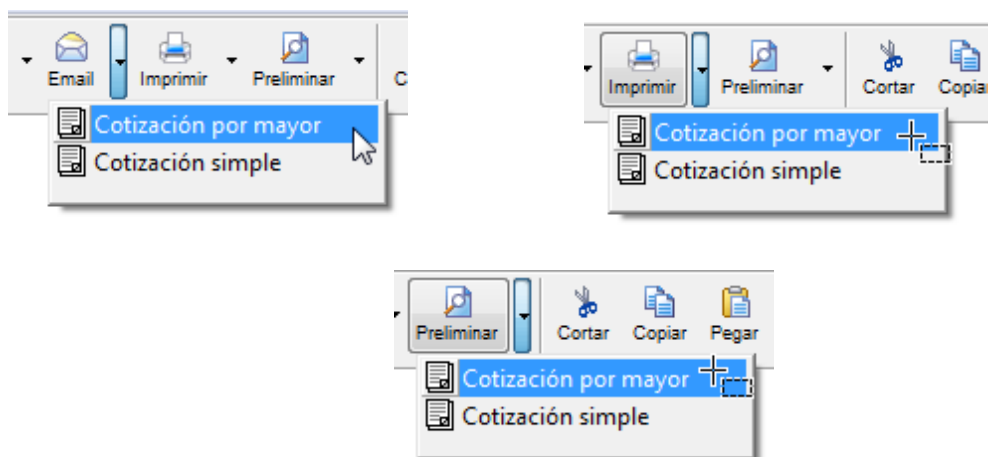 Email Imprimir Preliminar C
Cotización por mayor
Cotización simple
Imprimir Preliminar Cortar Copiar
Cotización por mayor
Cotización simple
Preliminar Cortar Copiar Pegar
Cotización por mayor
Cotización simple